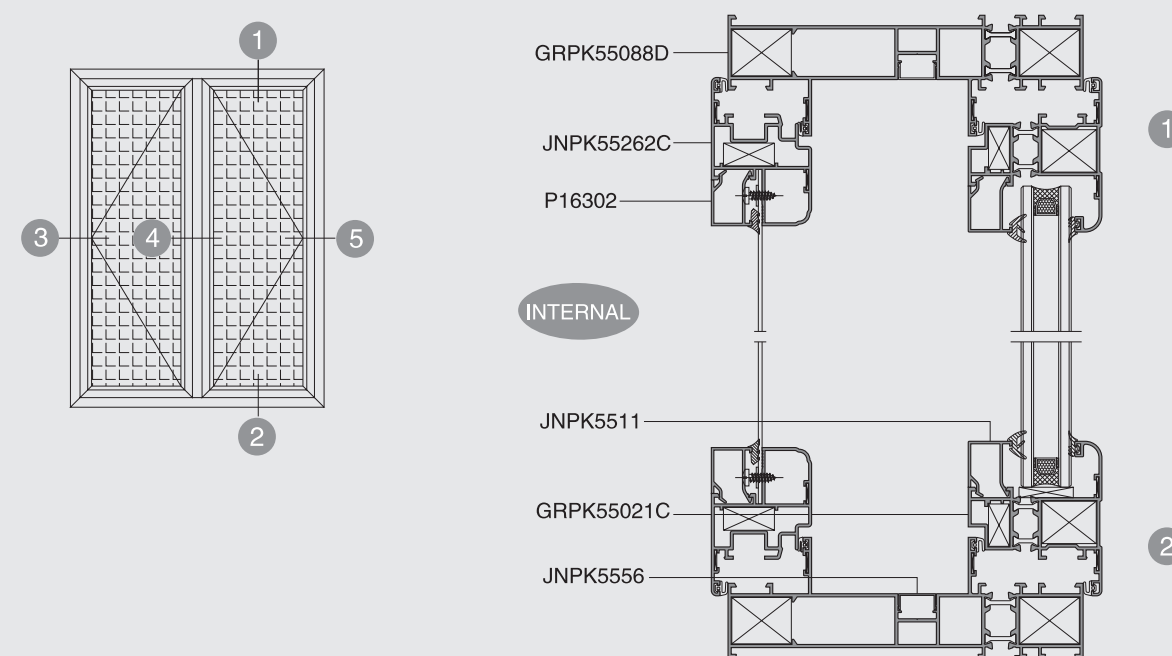 1
3
4
5
2
GRPK55088D
JNPK55262C
P16302
INTERNAL
JNPK5511
GRPK55021C
JNPK5556
1
2